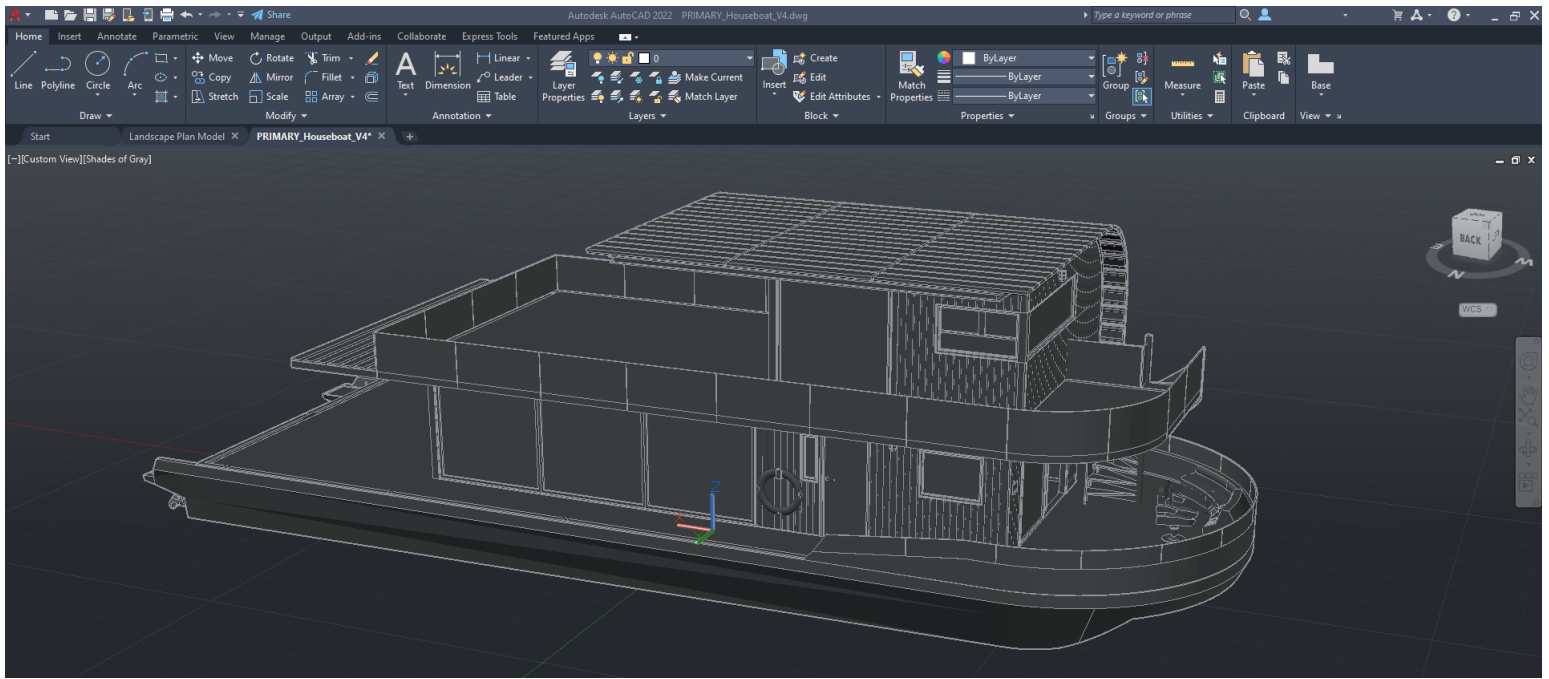 Share
Autodesk AutoCAD 2022 PRIMARY_Houseboat_V4.dwg
Type a keyword or phrase
Home Insert Annotate Parametric View Manage Output Add-ins Collaborate Express Tools Featured Apps
Move Rotate Trim Linear 0 Create ByLayer
Line Polyline Circle Arc Copy Mirror Fillet Text Dimension Leader Layer Properties Make Current Insert Edit Match Properties ByLayer Group Measure Paste Base
Stretch Scale Array Table Match Layer Edit Attributes ByLayer
Draw Modify Annotation Layers Block Properties Groups Utilities Clipboard View
Start Landscape Plan Model PRIMARY_Houseboat_V4*
[−][Custom View][Shades of Gray]
BACK
N
WCS
Z
X